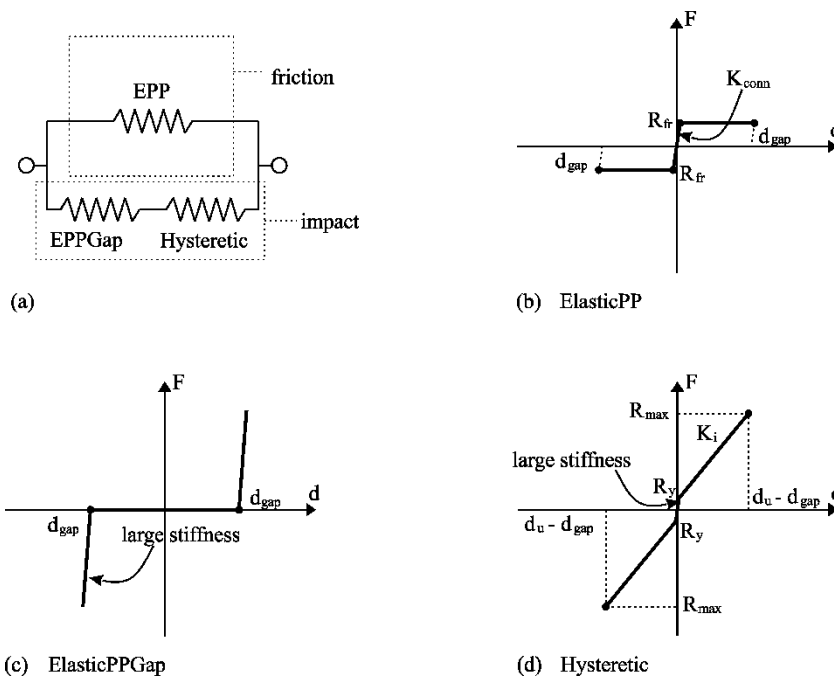 EPP
friction
EPPGap
Hysteretic
impact
(a)
F
K_conn
R_fr
d_gap
d_gap
R_fr
(b) ElasticPP
F
d_gap
d
d_gap
large stiffness
(c) ElasticPPGap
F
R_max
K_i
large stiffness
R_y
d_u - d_gap
d_u - d_gap
R_y
R_max
(d) Hysteretic